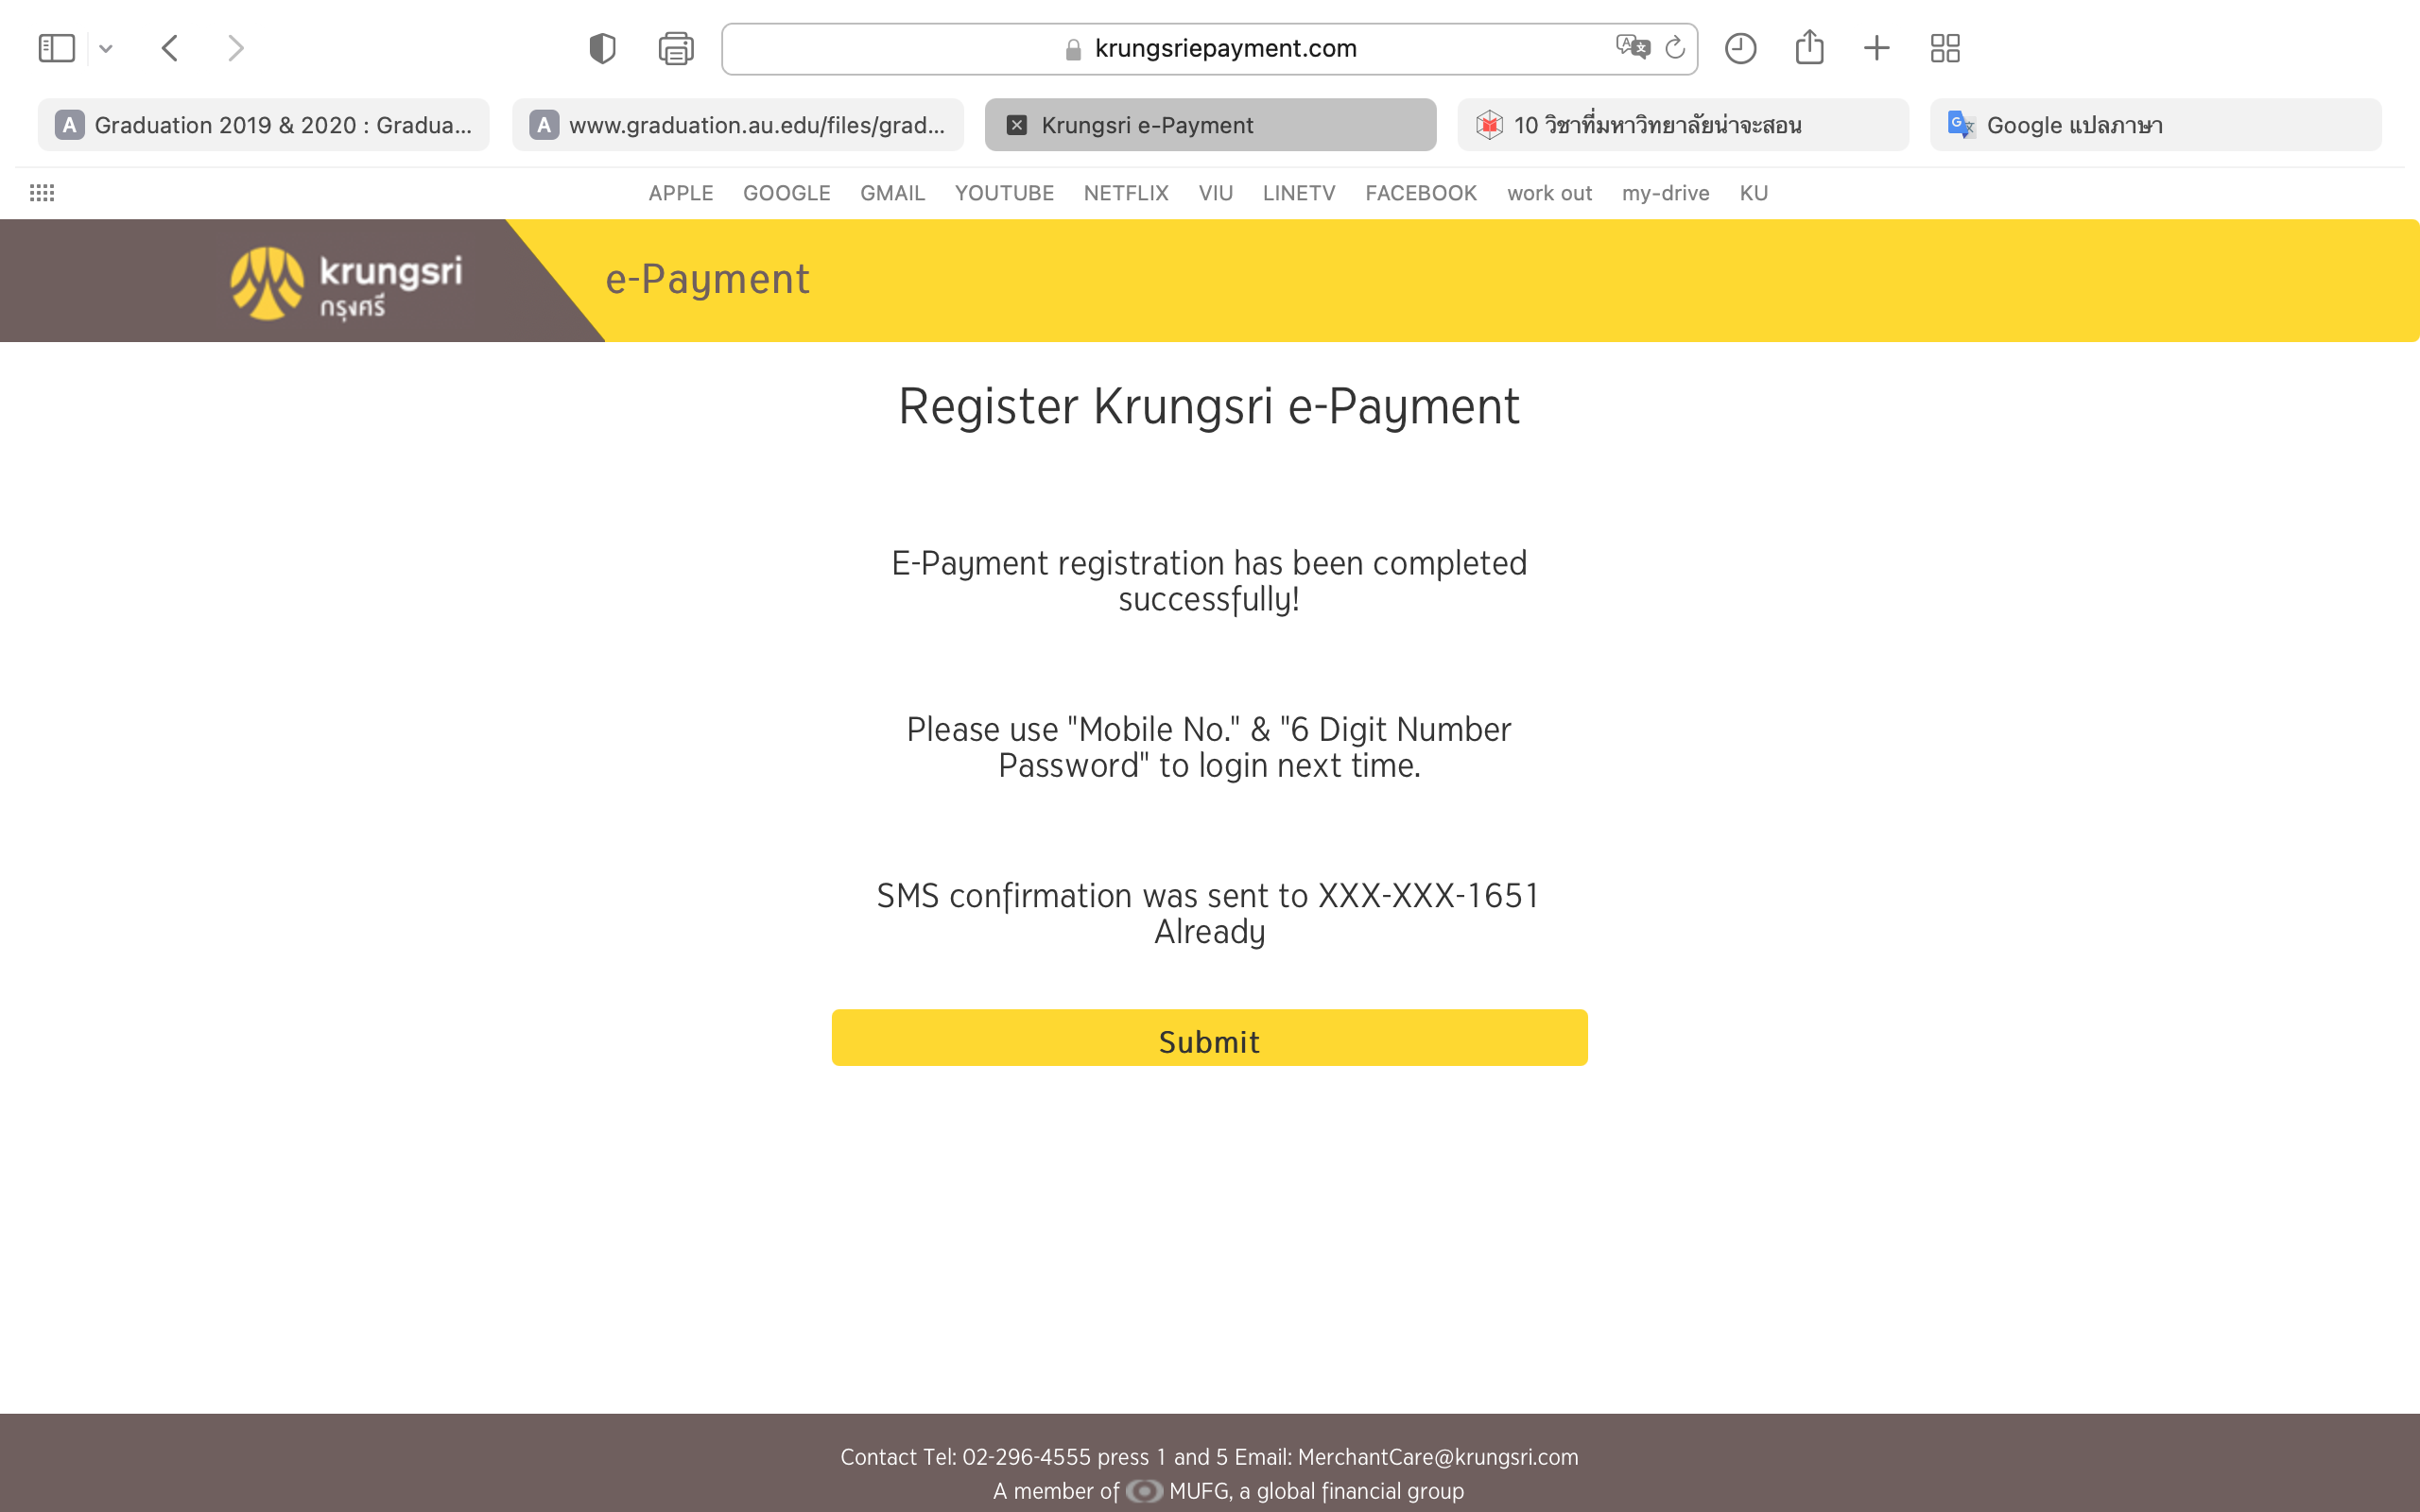 krungsriepayment.com
Graduation 2019 & 2020 : Gradua...
www.graduation.au.edu/files/grad...
Krungsri e-Payment
10 วิชาที่มหาวิทยาลัยน่าจะสอน
Google แปลภาษา
APPLE GOOGLE GMAIL YOUTUBE NETFLIX VIU LINETV FACEBOOK work out my-drive KU
krungsri
กรุงศรี
e-Payment
Register Krungsri e-Payment
E-Payment registration has been completed
successfully!
Please use "Mobile No." & "6 Digit Number
Password" to login next time.
SMS confirmation was sent to XXX-XXX-1651
Already
Submit
Contact Tel: 02-296-4555 press 1 and 5 Email: MerchantCare@krungsri.com
A member of MUFG, a global financial group